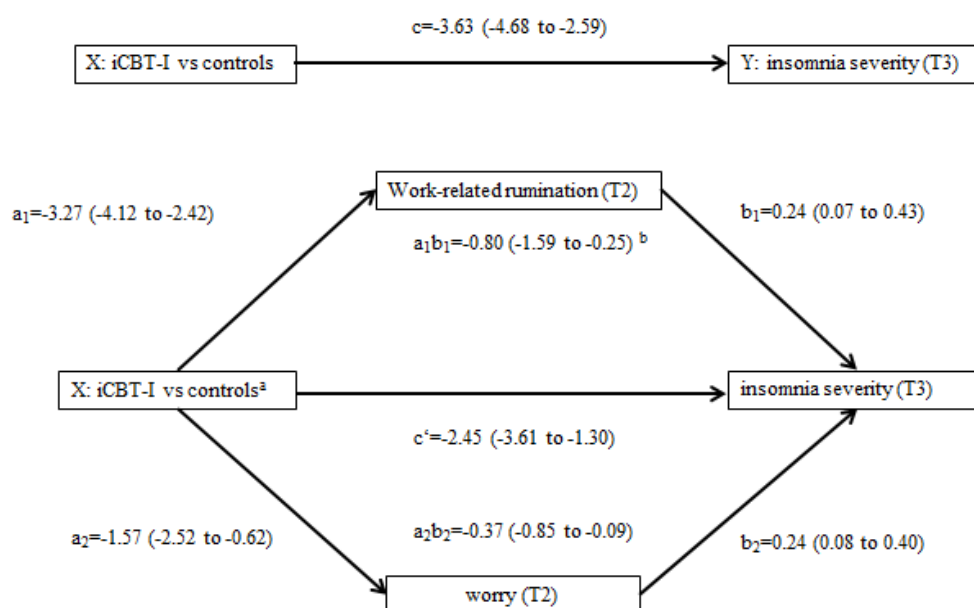 c=-3.63 (-4.68 to -2.59)
X: iCBT-I vs controls
Y: insomnia severity (T3)
Work-related rumination (T2)
a1=-3.27 (-4.12 to -2.42)
b1=0.24 (0.07 to 0.43)
a1b1=-0.80 (-1.59 to -0.25) b
X: iCBT-I vs controlsa
insomnia severity (T3)
c‘=-2.45 (-3.61 to -1.30)
a2=-1.57 (-2.52 to -0.62)
a2b2=-0.37 (-0.85 to -0.09)
b2=0.24 (0.08 to 0.40)
worry (T2)